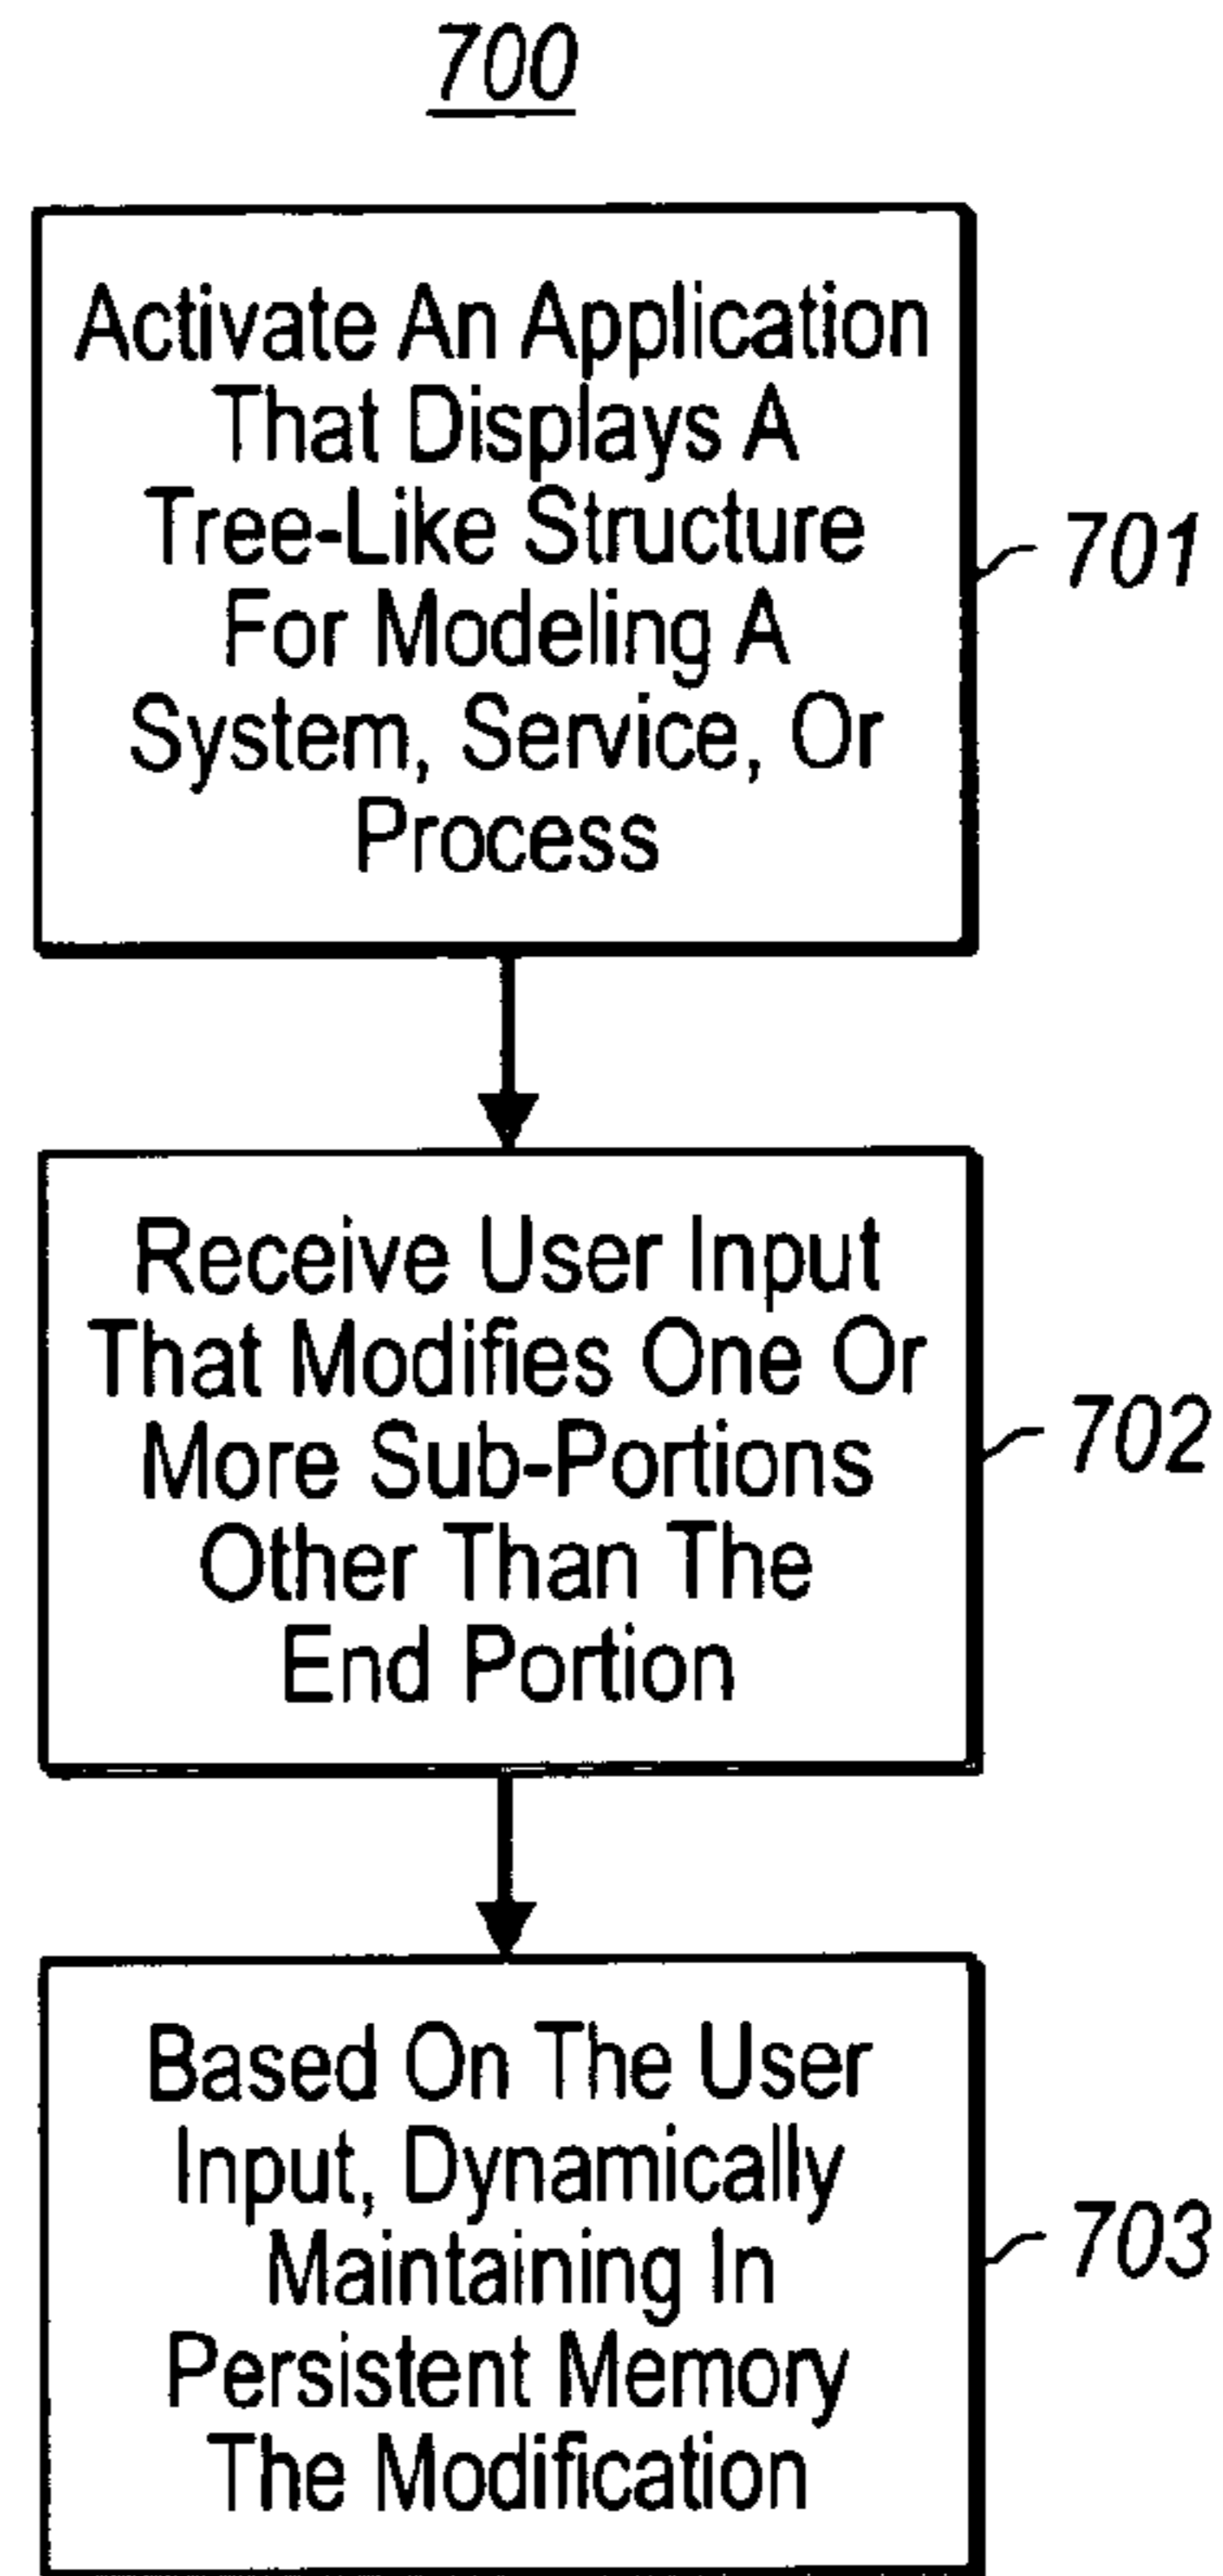 700
Activate An Application
That Displays A
Tree-Like Structure
For Modeling A
System, Service, Or
Process
701
Receive User Input
That Modifies One Or
More Sub-Portions
Other Than The
End Portion
702
Based On The User
Input, Dynamically
Maintaining In
Persistent Memory
The Modification
703